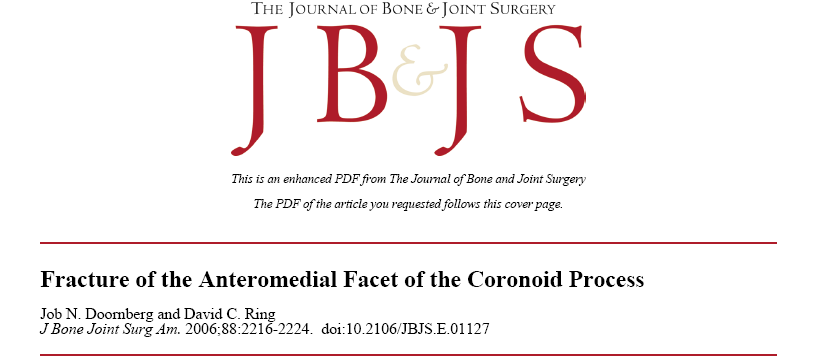 THE JOURNAL OF BONE & JOINT SURGERY
J B & J S
This is an enhanced PDF from The Journal of Bone and Joint Surgery
The PDF of the article you requested follows this cover page.
Fracture of the Anteromedial Facet of the Coronoid Process
Job N. Doornberg and David C. Ring
J Bone Joint Surg Am. 2006;88:2216-2224. doi:10.2106/JBJS.E.01127